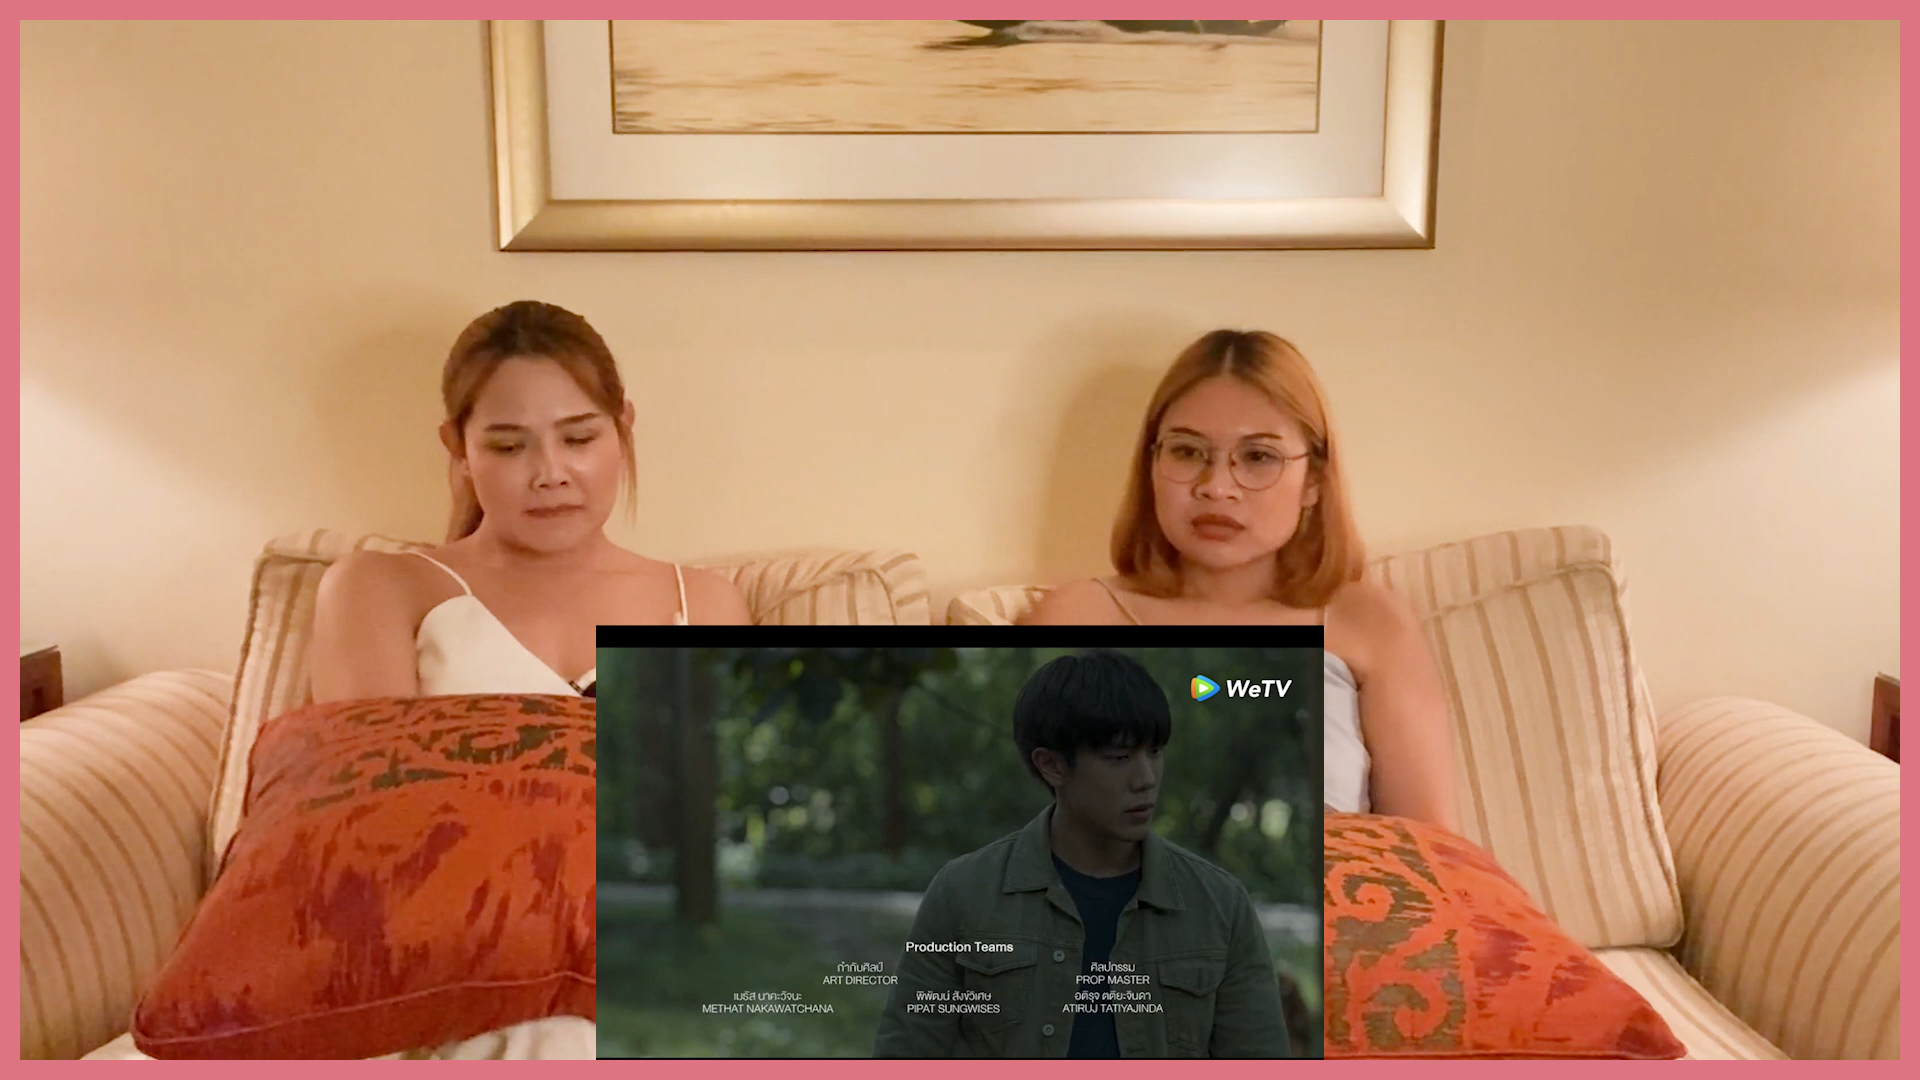 WeTV
Production Teams
กำกับศิลป์
ART DIRECTOR
ศิลปกรรม
PROP MASTER
เมธัส นาคะวัจนะ
METHAT NAKAWATCHANA
พิพัฒน์ สังข์วิเศษ
PIPAT SUNGWISES
อติรุจ ตติยะจินดา
ATIRUJ TATIYAJINDA